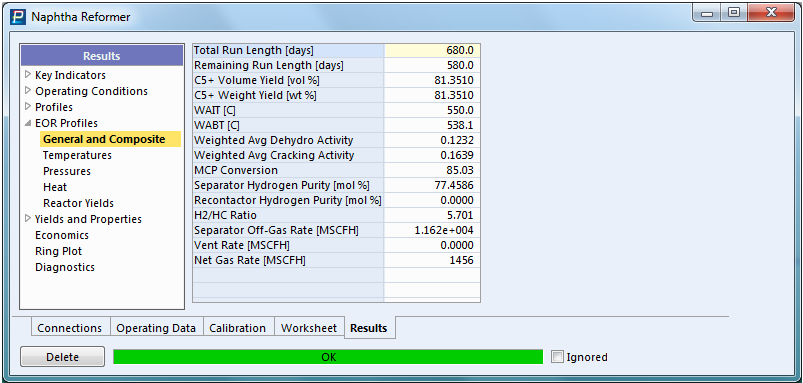 Naphtha Reformer
Results
Key Indicators
Operating Conditions
Profiles
EOR Profiles
General and Composite
Temperatures
Pressures
Heat
Reactor Yields
Yields and Properties
Economics
Ring Plot
Diagnostics
Total Run Length [days] 680.0
Remaining Run Length [days] 580.0
C5+ Volume Yield [vol %] 81.3510
C5+ Weight Yield [wt %] 81.3510
WAIT [C] 550.0
WABT [C] 538.1
Weighted Avg Dehydro Activity 0.1232
Weighted Avg Cracking Activity 0.1639
MCP Conversion 85.03
Separator Hydrogen Purity [mol %] 77.4586
Recontactor Hydrogen Purity [mol %] 0.0000
H2/HC Ratio 5.701
Separator Off-Gas Rate [MSCFH] 1.162e+004
Vent Rate [MSCFH] 0.0000
Net Gas Rate [MSCFH] 1456
Connections Operating Data Calibration Worksheet Results
Delete OK Ignored